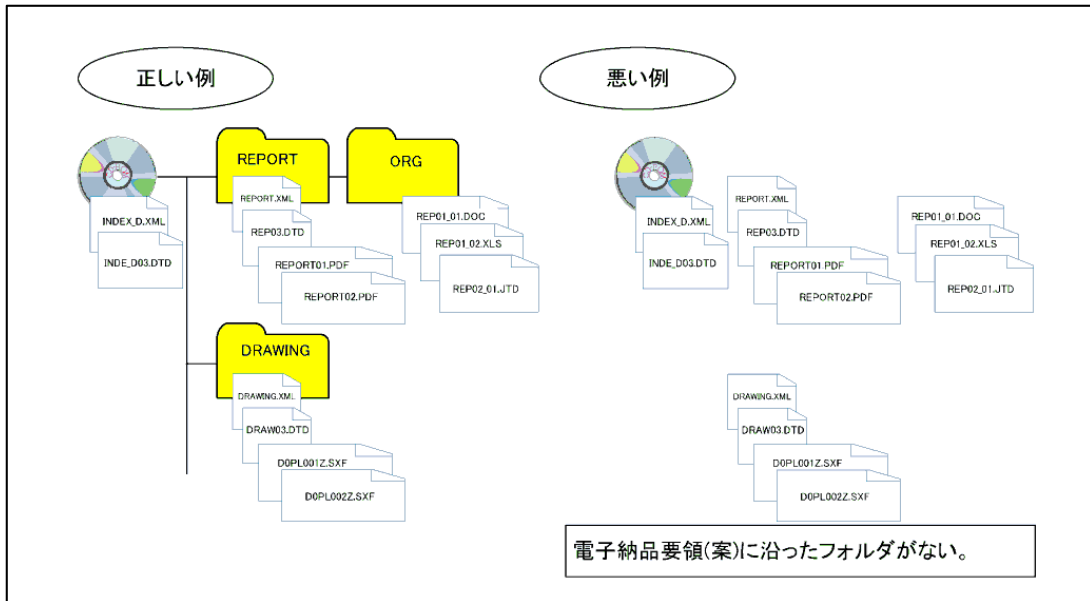 正しい例
REPORT
ORG
INDEX_D.XML
INDE_D03.DTD
REPORT.XML
REP03.DTD
REPORT01.PDF
REPORT02.PDF
REP01_01.DOC
REP01_02.XLS
REP02_01.JTD
DRAWING
DRAWING.XML
DRAW03.DTD
D0PL001Z.SXF
D0PL002Z.SXF
悪い例
INDEX_D.XML
INDE_D03.DTD
REPORT.XML
REP03.DTD
REPORT01.PDF
REPORT02.PDF
REP01_01.DOC
REP01_02.XLS
REP02_01.JTD
DRAWING.XML
DRAW03.DTD
D0PL001Z.SXF
D0PL002Z.SXF
電子納品要領(案)に沿ったフォルダがない。